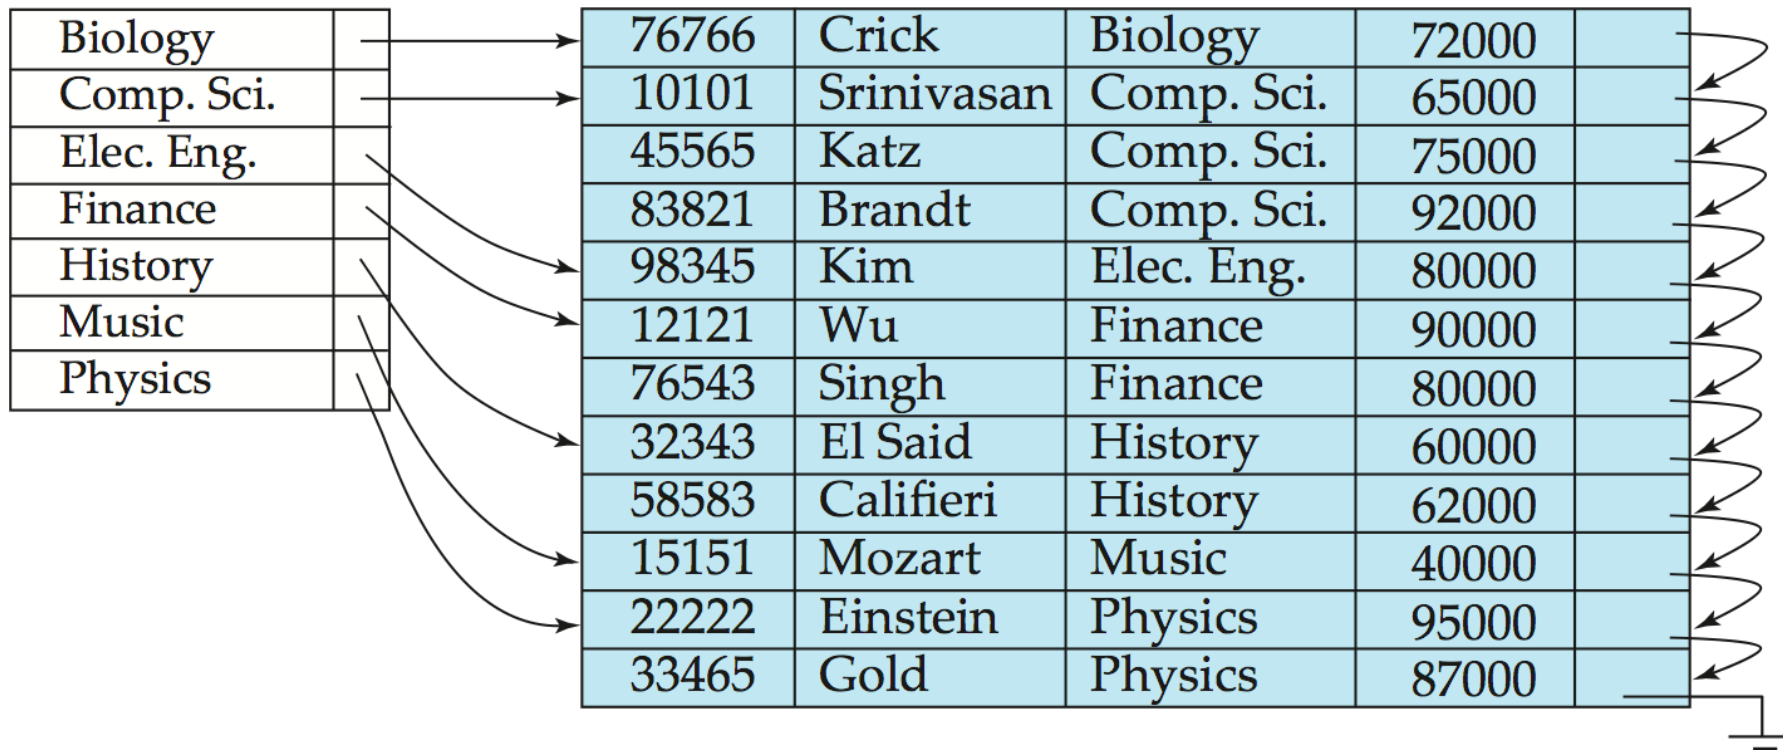 Biology
Comp. Sci.
Elec. Eng.
Finance
History
Music
Physics
76766 Crick Biology 72000
10101 Srinivasan Comp. Sci. 65000
45565 Katz Comp. Sci. 75000
83821 Brandt Comp. Sci. 92000
98345 Kim Elec. Eng. 80000
12121 Wu Finance 90000
76543 Singh Finance 80000
32343 El Said History 60000
58583 Califieri History 62000
15151 Mozart Music 40000
22222 Einstein Physics 95000
33465 Gold Physics 87000